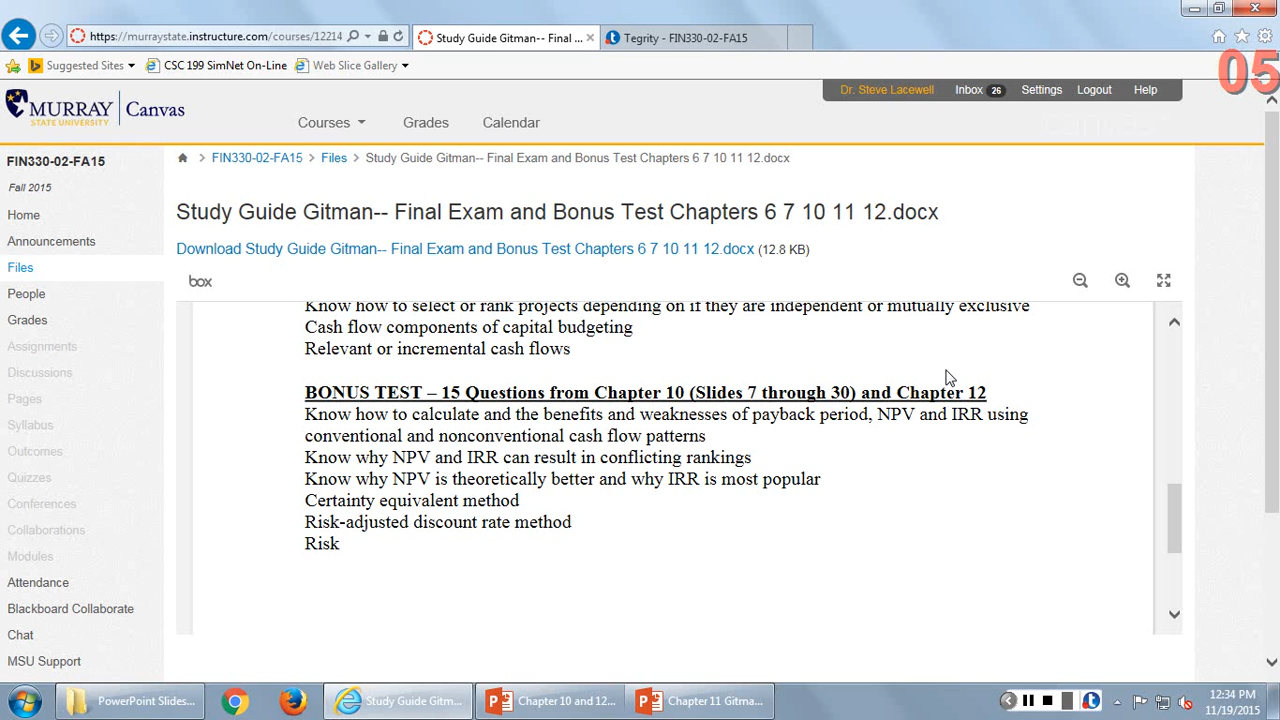 https://murraystate.instructure.com/courses/12214
Study Guide Gitman-- Final ...
Tegrity - FIN330-02-FA15
Suggested Sites
CSC 199 SimNet On-Line
Web Slice Gallery
05
MURRAY STATE UNIVERSITY Canvas
Dr. Steve Lacewell Inbox 26 Settings Logout Help
Courses Grades Calendar
FIN330-02-FA15
Fall 2015
Home
Announcements
Files
People
Grades
Assignments
Discussions
Pages
Syllabus
Outcomes
Quizzes
Conferences
Collaborations
Modules
Attendance
Blackboard Collaborate
Chat
MSU Support
FIN330-02-FA15 > Files > Study Guide Gitman-- Final Exam and Bonus Test Chapters 6 7 10 11 12.docx
Study Guide Gitman-- Final Exam and Bonus Test Chapters 6 7 10 11 12.docx
Download Study Guide Gitman-- Final Exam and Bonus Test Chapters 6 7 10 11 12.docx (12.8 KB)
box
Know how to select or rank projects depending on if they are independent or mutually exclusive
Cash flow components of capital budgeting
Relevant or incremental cash flows
BONUS TEST – 15 Questions from Chapter 10 (Slides 7 through 30) and Chapter 12
Know how to calculate and the benefits and weaknesses of payback period, NPV and IRR using
conventional and nonconventional cash flow patterns
Know why NPV and IRR can result in conflicting rankings
Know why NPV is theoretically better and why IRR is most popular
Certainty equivalent method
Risk-adjusted discount rate method
Risk
PowerPoint Slides...
Study Guide Gitm...
Chapter 10 and 12...
Chapter 11 Gitma...
12:34 PM
11/19/2015